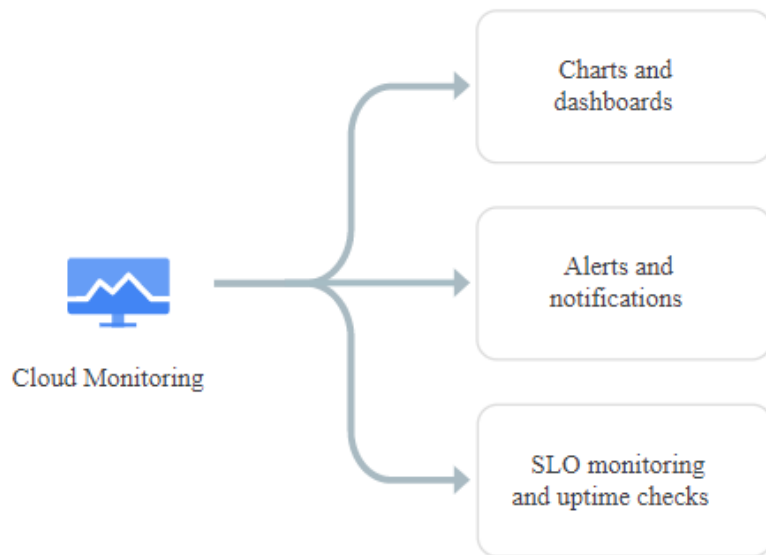 Charts and
dashboards
Alerts and
notifications
Cloud Monitoring
SLO monitoring
and uptime checks